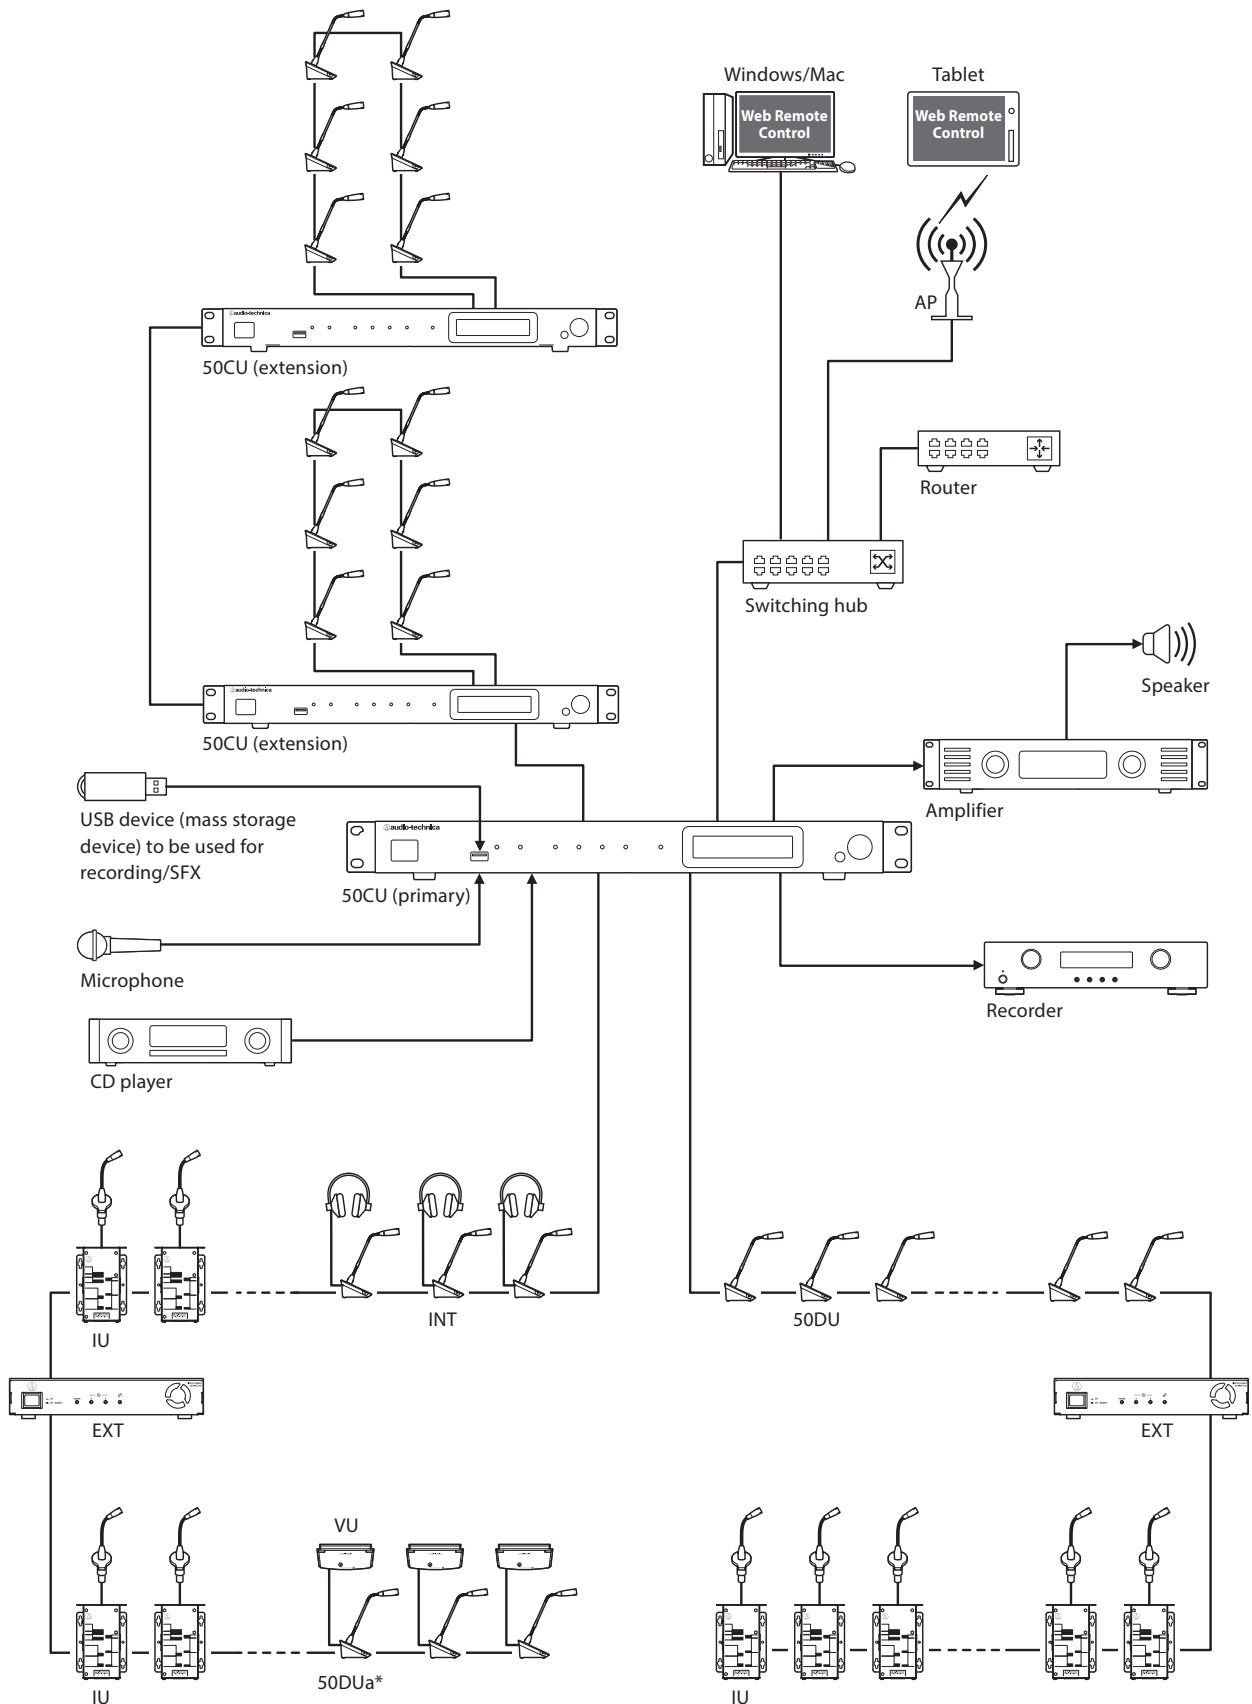 Windows/Mac
Tablet
Web Remote
Control
Web Remote
Control
AP
audio-technica
50CU (extension)
Router
Switching hub
Speaker
audio-technica
50CU (extension)
Amplifier
USB device (mass storage
device) to be used for
recording/SFX
audio-technica
50CU (primary)
Microphone
Recorder
CD player
IU
INT
50DU
EXT
EXT
VU
50DUa*
IU
IU